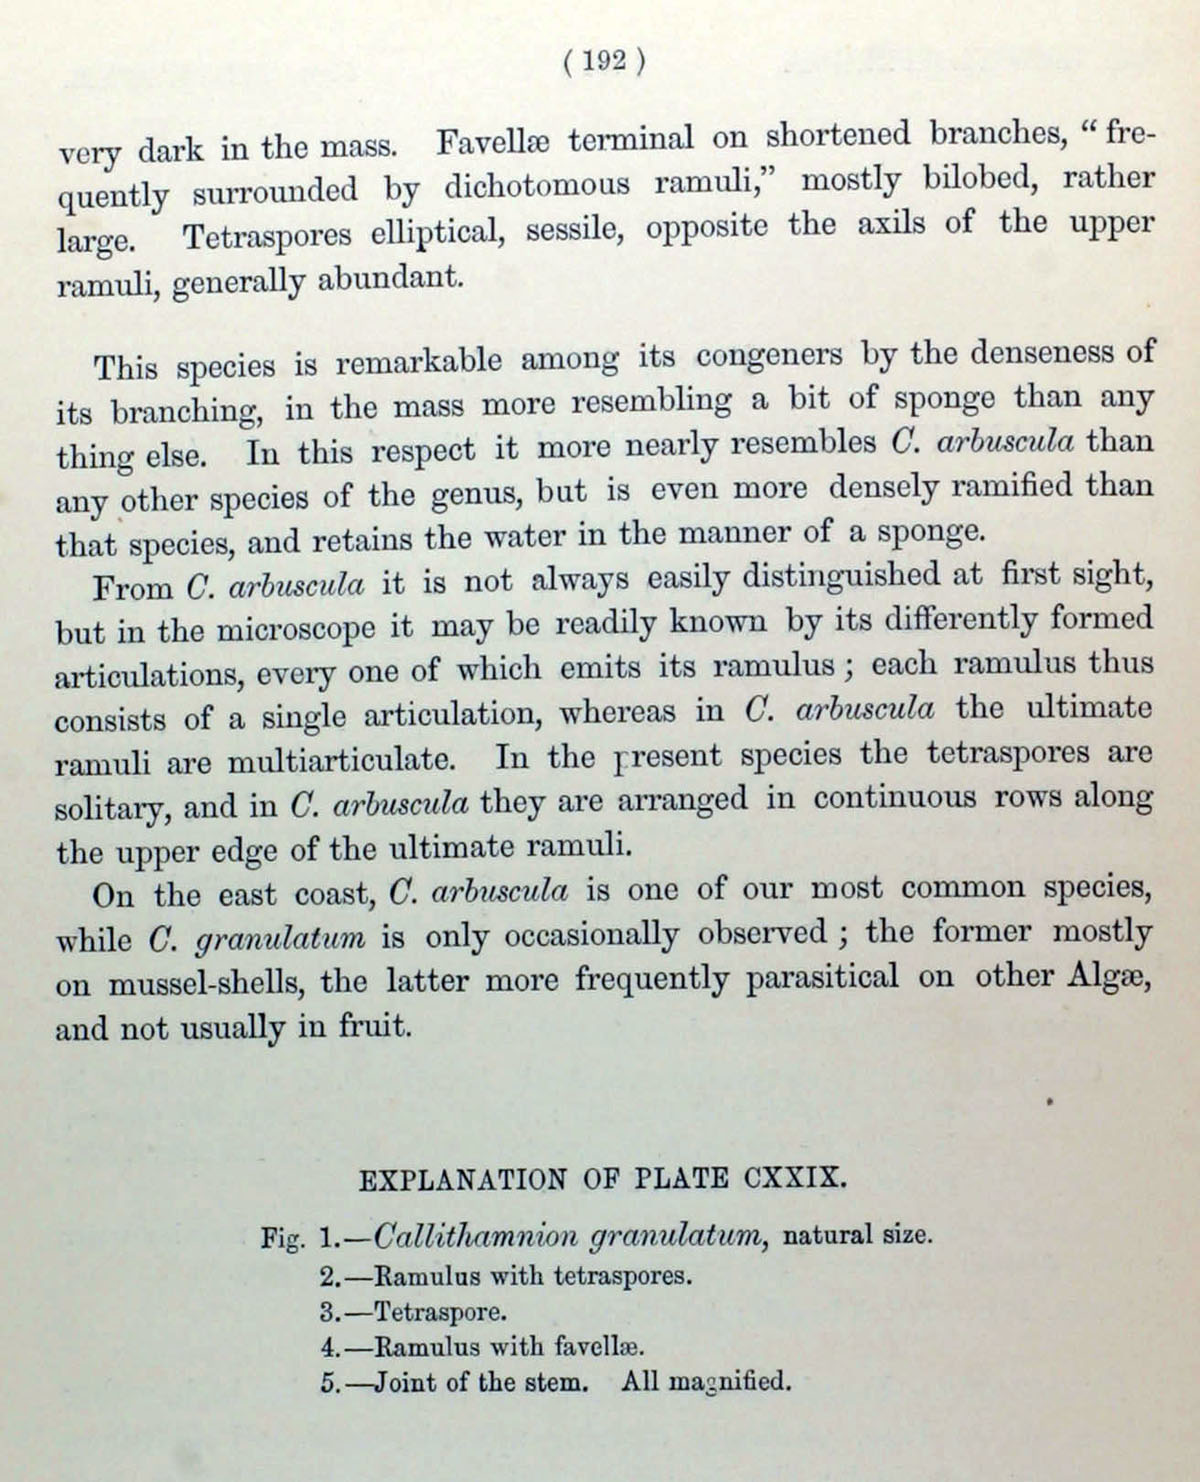 ( 192 )
very dark in the mass. Favellæ terminal on shortened branches, “ fre-
quently surrounded by dichotomous ramuli,” mostly bilobed, rather
large. Tetraspores elliptical, sessile, opposite the axils of the upper
ramuli, generally abundant.
This species is remarkable among its congeners by the denseness of
its branching, in the mass more resembling a bit of sponge than any
thing else. In this respect it more nearly resembles C. arbuscula than
any other species of the genus, but is even more densely ramified than
that species, and retains the water in the manner of a sponge.
From C. arbuscula it is not always easily distinguished at first sight,
but in the microscope it may be readily known by its differently formed
articulations, every one of which emits its ramulus ; each ramulus thus
consists of a single articulation, whereas in C. arbuscula the ultimate
ramuli are multiarticulate. In the present species the tetraspores are
solitary, and in C. arbuscula they are arranged in continuous rows along
the upper edge of the ultimate ramuli.
On the east coast, C. arbuscula is one of our most common species,
while C. granulatum is only occasionally observed ; the former mostly
on mussel-shells, the latter more frequently parasitical on other Algæ,
and not usually in fruit.
EXPLANATION OF PLATE CXXIX.
Fig. 1.—Callithamnion granulatum, natural size.
2.—Ramulus with tetraspores.
3.—Tetraspore.
4.—Ramulus with favellæ.
5.—Joint of the stem. All magnified.